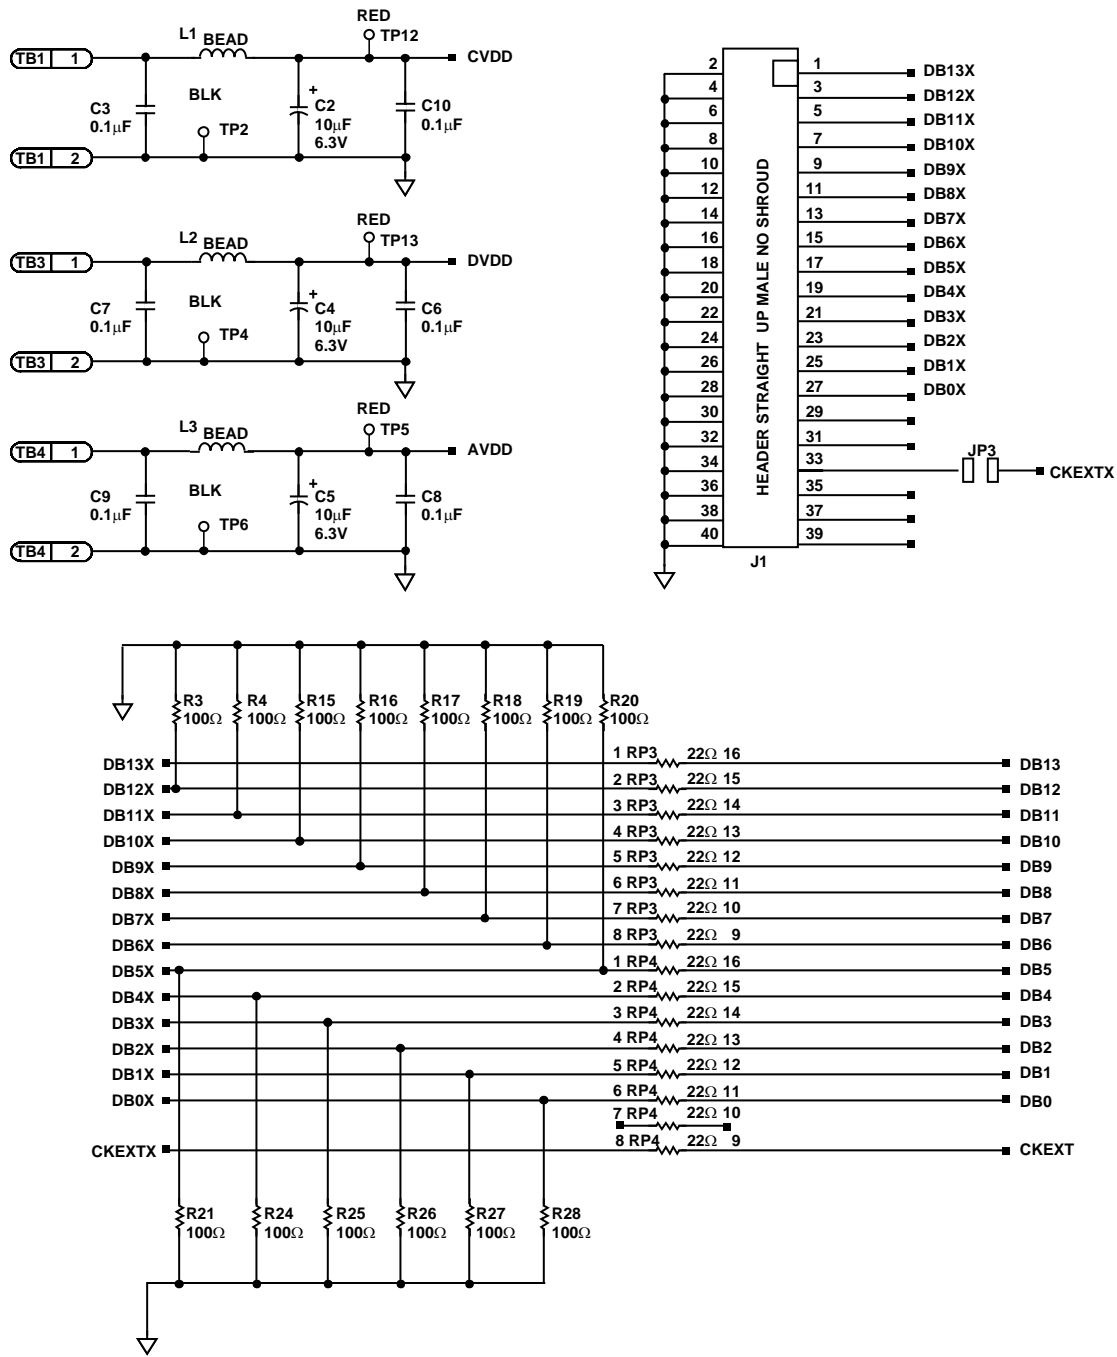 RED
L1 BEAD TP12
TB1 1 CVDD
C3 0.1µF
BLK
TP2
+ C2 10µF 6.3V
C10 0.1µF
TB1 2
RED
L2 BEAD TP13
TB3 1 DVDD
C7 0.1µF
BLK
TP4
+ C4 10µF 6.3V
C6 0.1µF
TB3 2
RED
L3 BEAD TP5
TB4 1 AVDD
C9 0.1µF
BLK
TP6
+ C5 10µF 6.3V
C8 0.1µF
TB4 2
2 1 DB13X
4 3 DB12X
6 5 DB11X
8 7 DB10X
10 9 DB9X
12 11 DB8X
14 13 DB7X
16 15 DB6X
18 17 DB5X
20 19 DB4X
22 21 DB3X
24 23 DB2X
26 25 DB1X
28 27 DB0X
30 29
32 31
34 33 JP3 CKEXTX
36 35
38 37
40 39
HEADER STRAIGHT UP MALE NO SHROUD
J1
R3 R4 R15 R16 R17 R18 R19 R20
100Ω 100Ω 100Ω 100Ω 100Ω 100Ω 100Ω 100Ω
DB13X 1 RP3 22Ω 16 DB13
DB12X 2 RP3 22Ω 15 DB12
DB11X 3 RP3 22Ω 14 DB11
DB10X 4 RP3 22Ω 13 DB10
DB9X 5 RP3 22Ω 12 DB9
DB8X 6 RP3 22Ω 11 DB8
DB7X 7 RP3 22Ω 10 DB7
DB6X 8 RP3 22Ω 9 DB6
DB5X 1 RP4 22Ω 16 DB5
DB4X 2 RP4 22Ω 15 DB4
DB3X 3 RP4 22Ω 14 DB3
DB2X 4 RP4 22Ω 13 DB2
DB1X 5 RP4 22Ω 12 DB1
DB0X 6 RP4 22Ω 11 DB0
7 RP4 22Ω 10
CKEXTX 8 RP4 22Ω 9 CKEXT
R21 R24 R25 R26 R27 R28
100Ω 100Ω 100Ω 100Ω 100Ω 100Ω